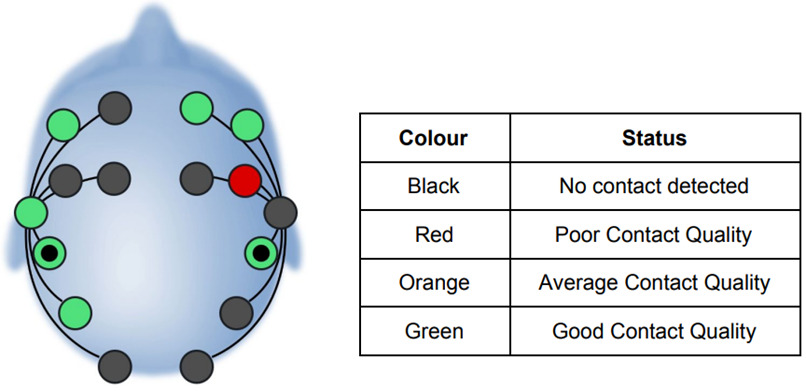 Colour Status
Black No contact detected
Red Poor Contact Quality
Orange Average Contact Quality
Green Good Contact Quality